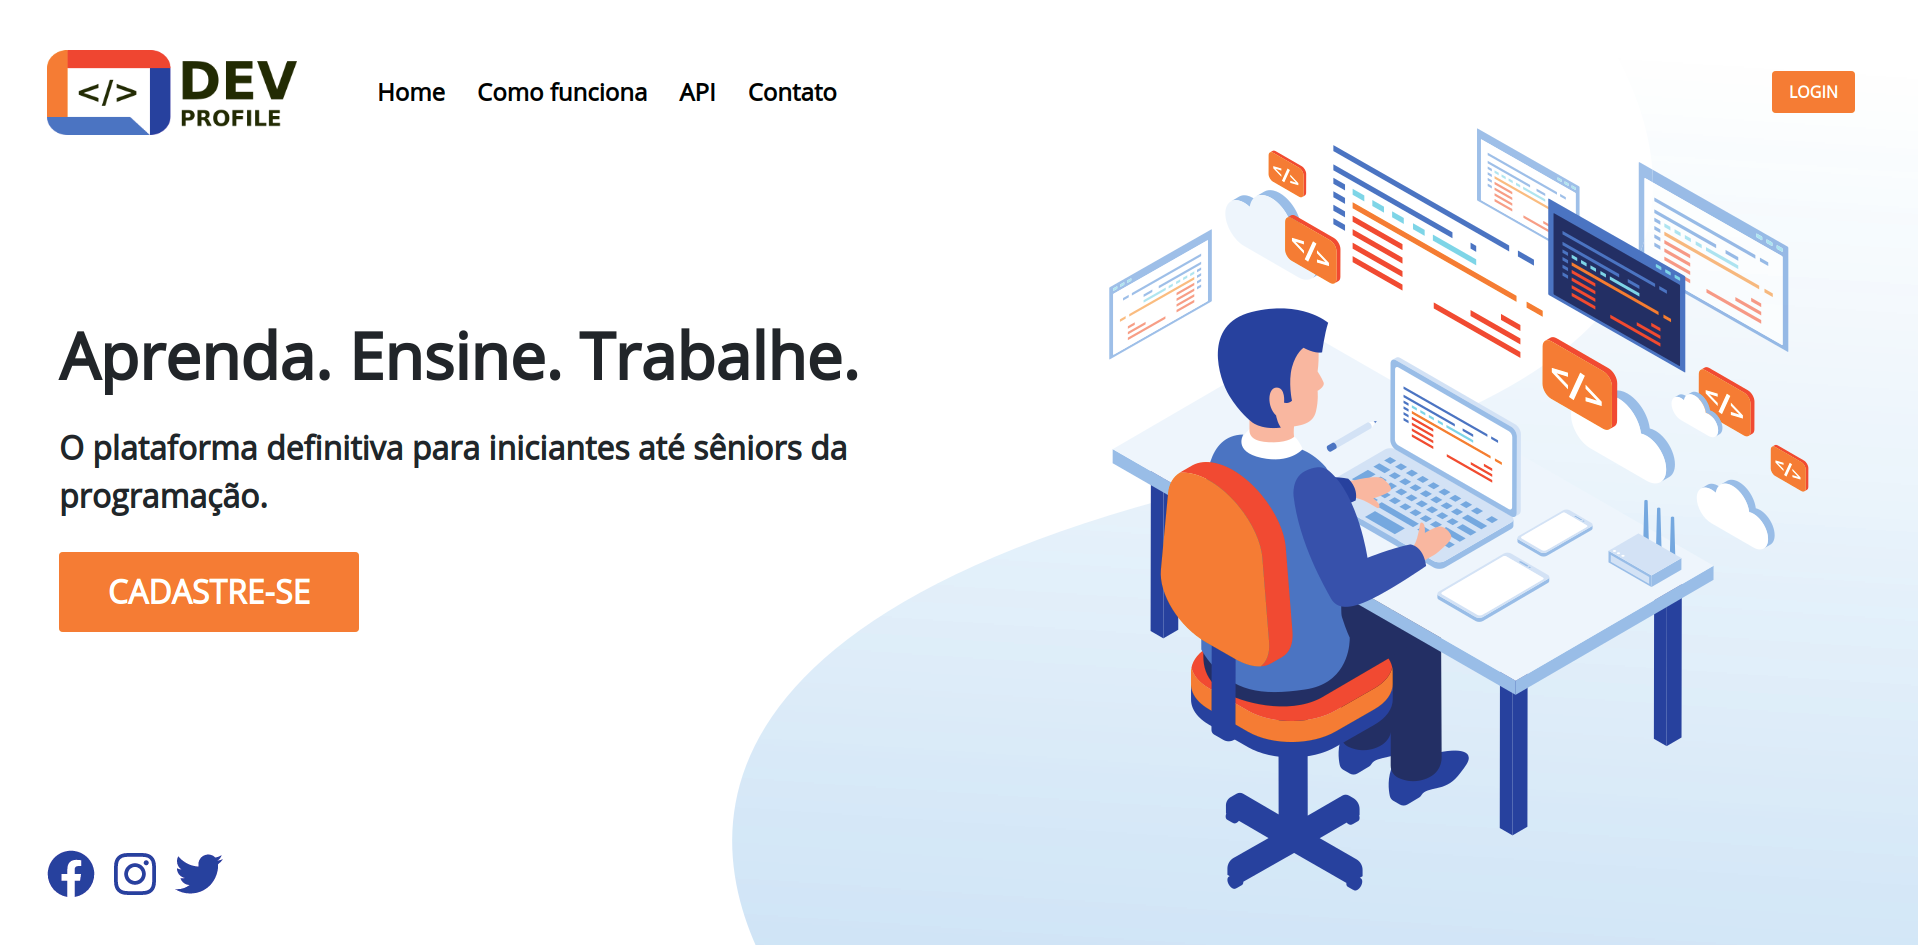 </> DEV
PROFILE
Home Como funciona API Contato
LOGIN
</>
</>
Aprenda. Ensine. Trabalhe.
</>
</>
O plataforma definitiva para iniciantes até sêniors da
programação.
</>
CADASTRE-SE